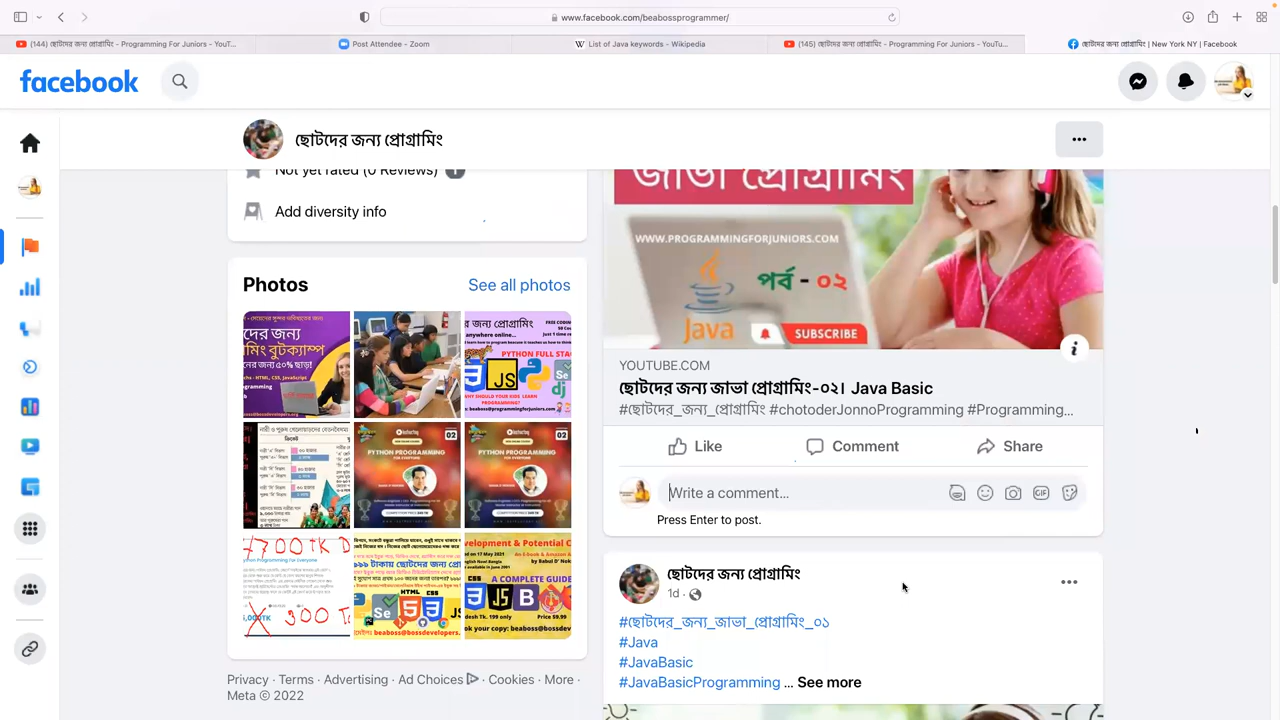 www.facebook.com/beabossprogrammer/
(144) ছোটদের জন্য প্রোগ্রামিং - Programming For Juniors - YouT...
Post Attendee - Zoom
W List of Java keywords - Wikipedia
(145) ছোটদের জন্য প্রোগ্রামিং - Programming For Juniors - YouTu...
ছোটদের জন্য প্রোগ্রামিং | New York NY | Facebook
facebook
ছোটদের জন্য প্রোগ্রামিং
Not yet rated (0 Reviews)
Add diversity info
Photos
See all photos
জাভা প্রোগ্রামিং
WWW.PROGRAMMINGFORJUNIORS.COM
পর্ব - ০২
Java
SUBSCRIBE
YOUTUBE.COM
ছোটদের জন্য জাভা প্রোগ্রামিং-০২। Java Basic
#ছোটদের_জন্য_প্রোগ্রামিং #chotoderJonnoProgramming #Programming...
Like
Comment
Share
Write a comment...
GIF
Press Enter to post.
ছোটদের জন্য প্রোগ্রামিং
1d
#ছোটদের_জন্য_জাভা_প্রোগ্রামিং_০১
#Java
#JavaBasic
#JavaBasicProgramming ... See more
PYTHON PROGRAMMING
PYTHON PROGRAMMING
Privacy · Terms · Advertising · Ad Choices · Cookies · More ·
Meta © 2022